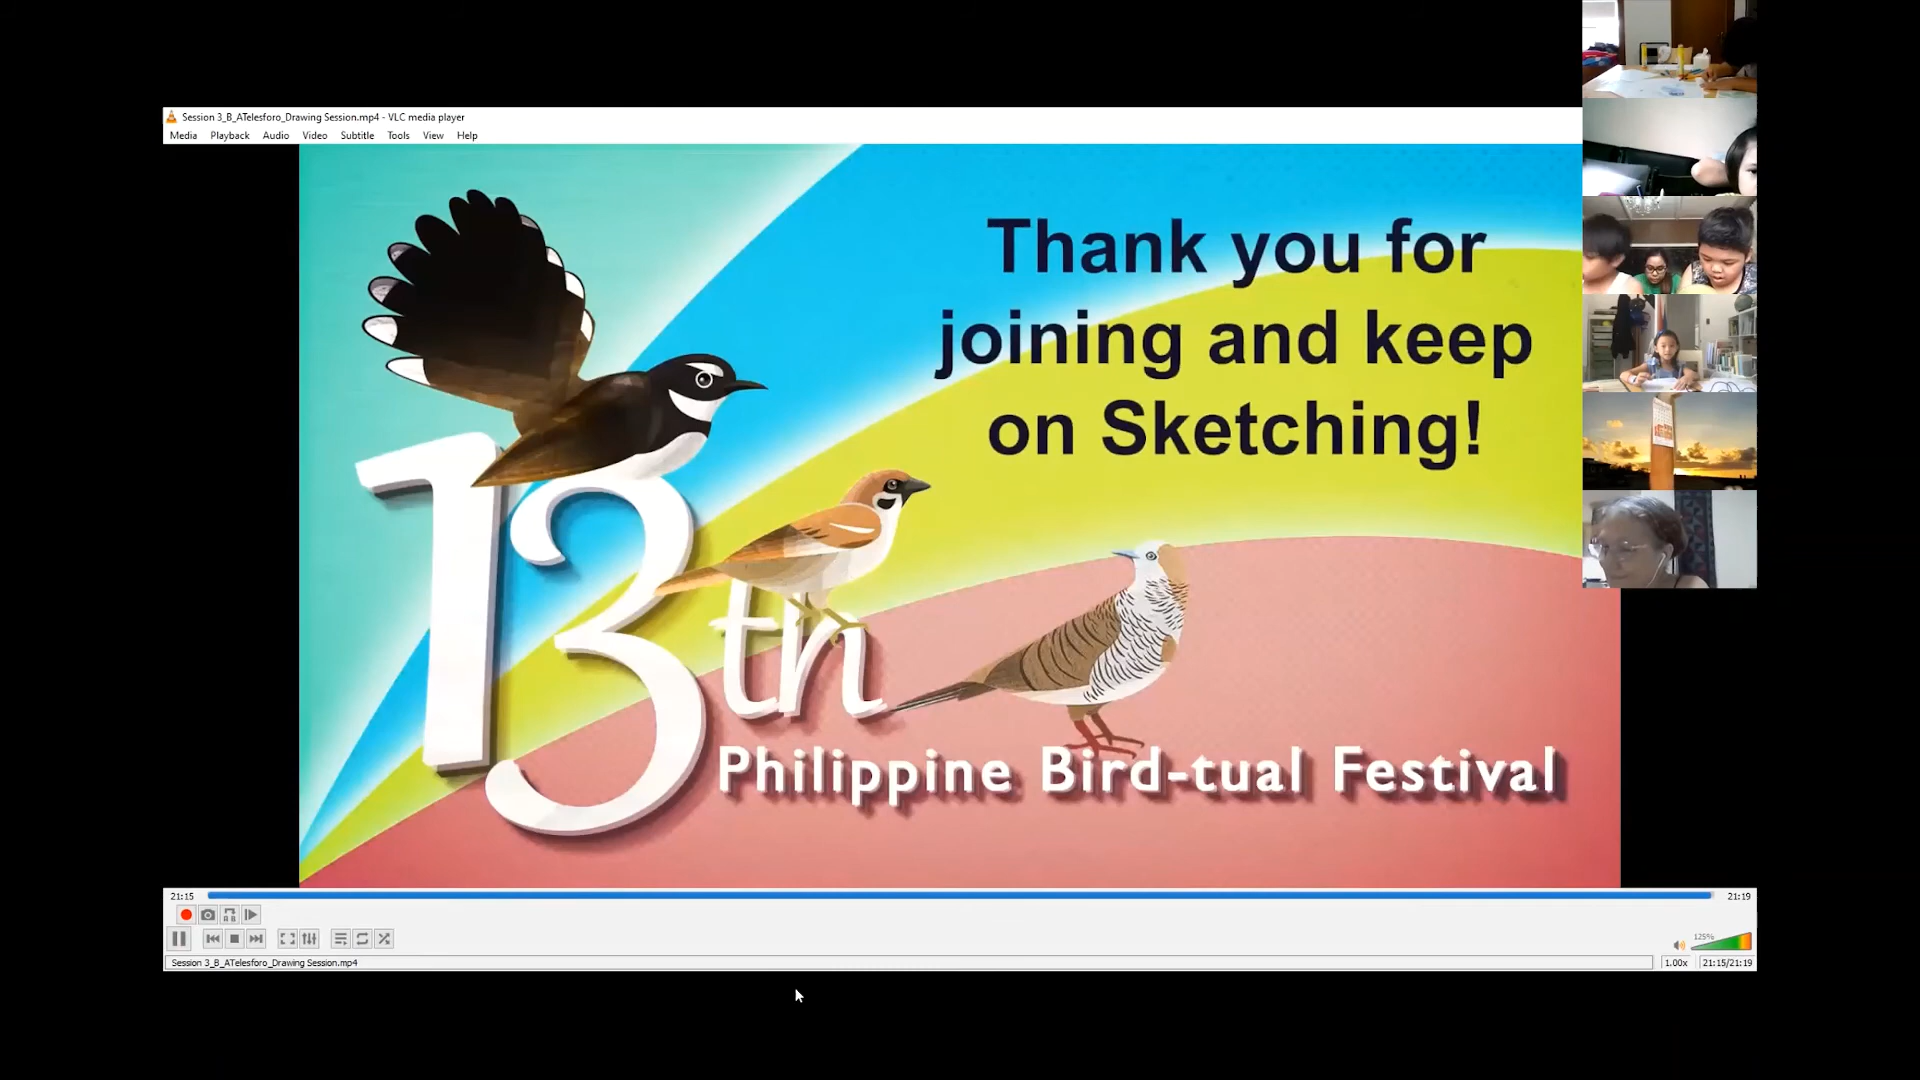 Session 3_B_ATelesforo_Drawing Session.mp4 - VLC media player
Media Playback Audio Video Subtitle Tools View Help
Thank you for
joining and keep
on Sketching!
13th
Philippine Bird-tual Festival
21:15
21:19
125%
Session 3_B_ATelesforo_Drawing Session.mp4
1.00x
21:15/21:19